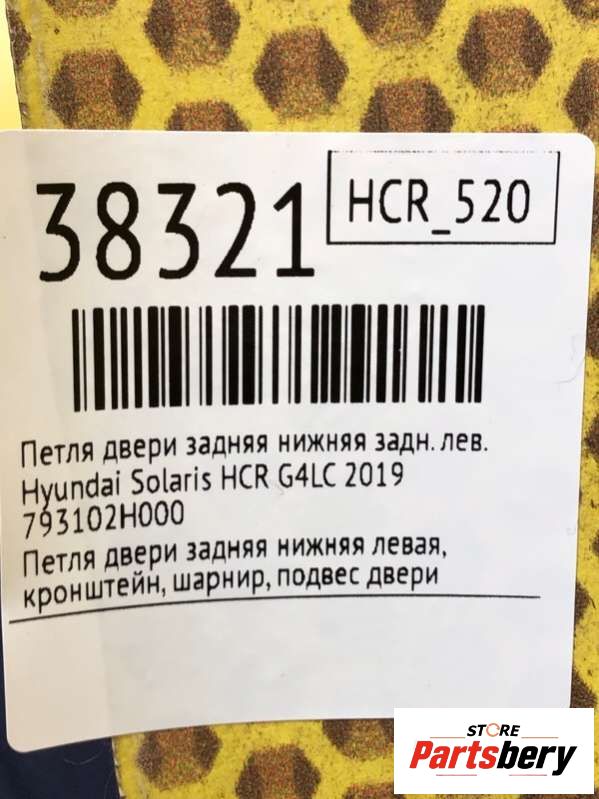 38321
HCR_520
Петля двери задняя нижняя задн. лев.
Hyundai Solaris HCR G4LC 2019
793102H000
Петля двери задняя нижняя левая,
кронштейн, шарнир, подвес двери
STORE
Partsbery